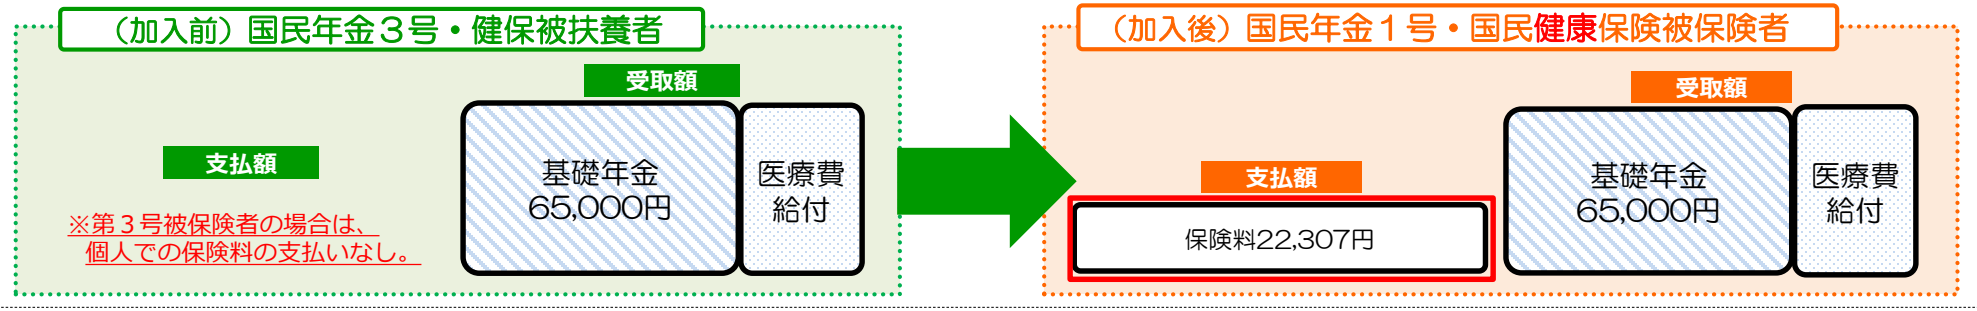 （加入前）国民年金３号・健保被扶養者
受取額
支払額
基礎年金
65,000円
医療費
給付
※第３号被保険者の場合は、
個人での保険料の支払いなし。
（加入後）国民年金１号・国民健康保険被保険者
受取額
支払額
基礎年金
65,000円
医療費
給付
保険料22,307円